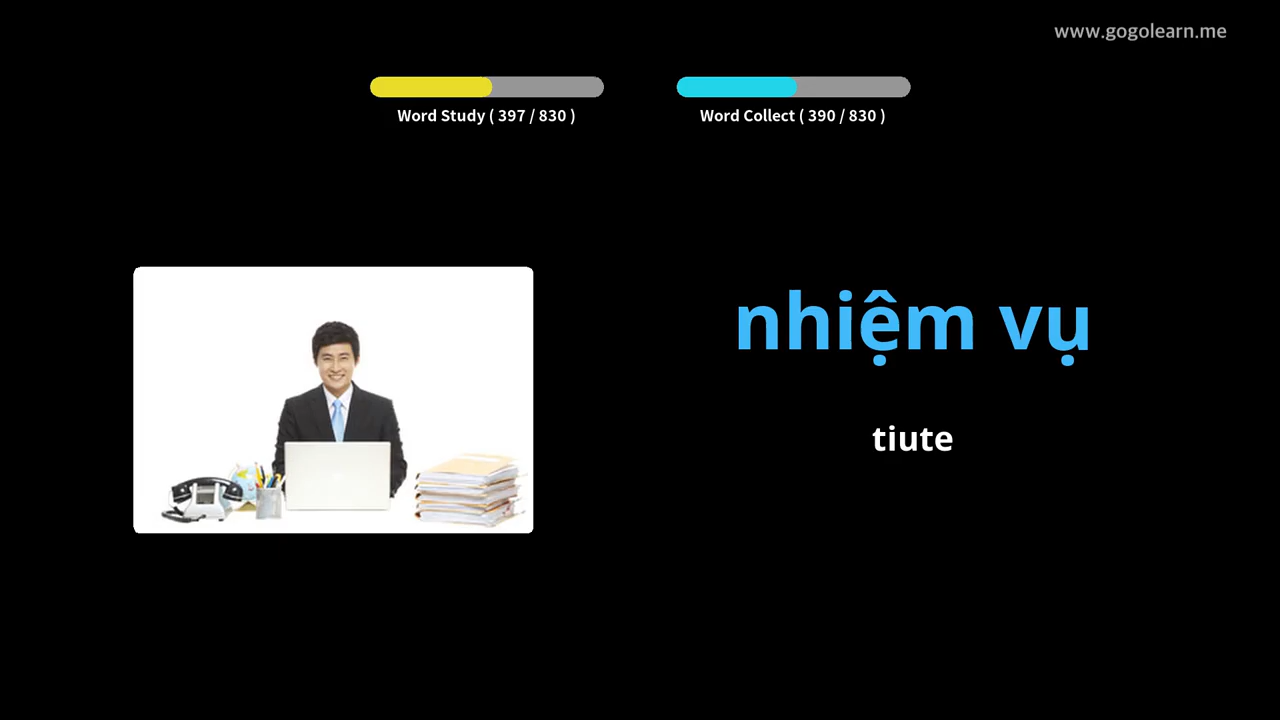 www.gogolearn.me
Word Study ( 397 / 830 )
Word Collect ( 390 / 830 )
nhiệm vụ
tiute